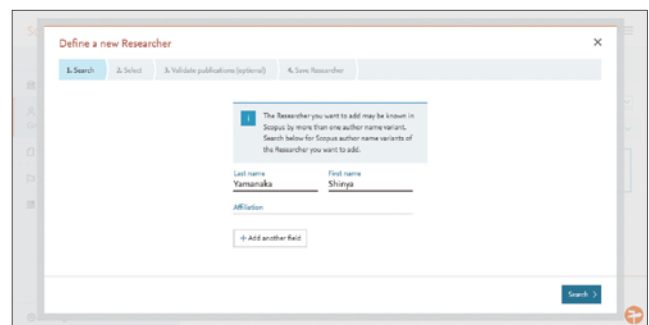 Define a new Researcher
1. Search 2. Select 3. Validate publications (optional) 4. Save Researcher
i The Researcher you want to add may be known in
Scopus by more than one author name variant.
Search below for Scopus author name variants of
the Researcher you want to add.
Last name First name
Yamanaka Shinya
Affiliation
+ Add another field
Search >